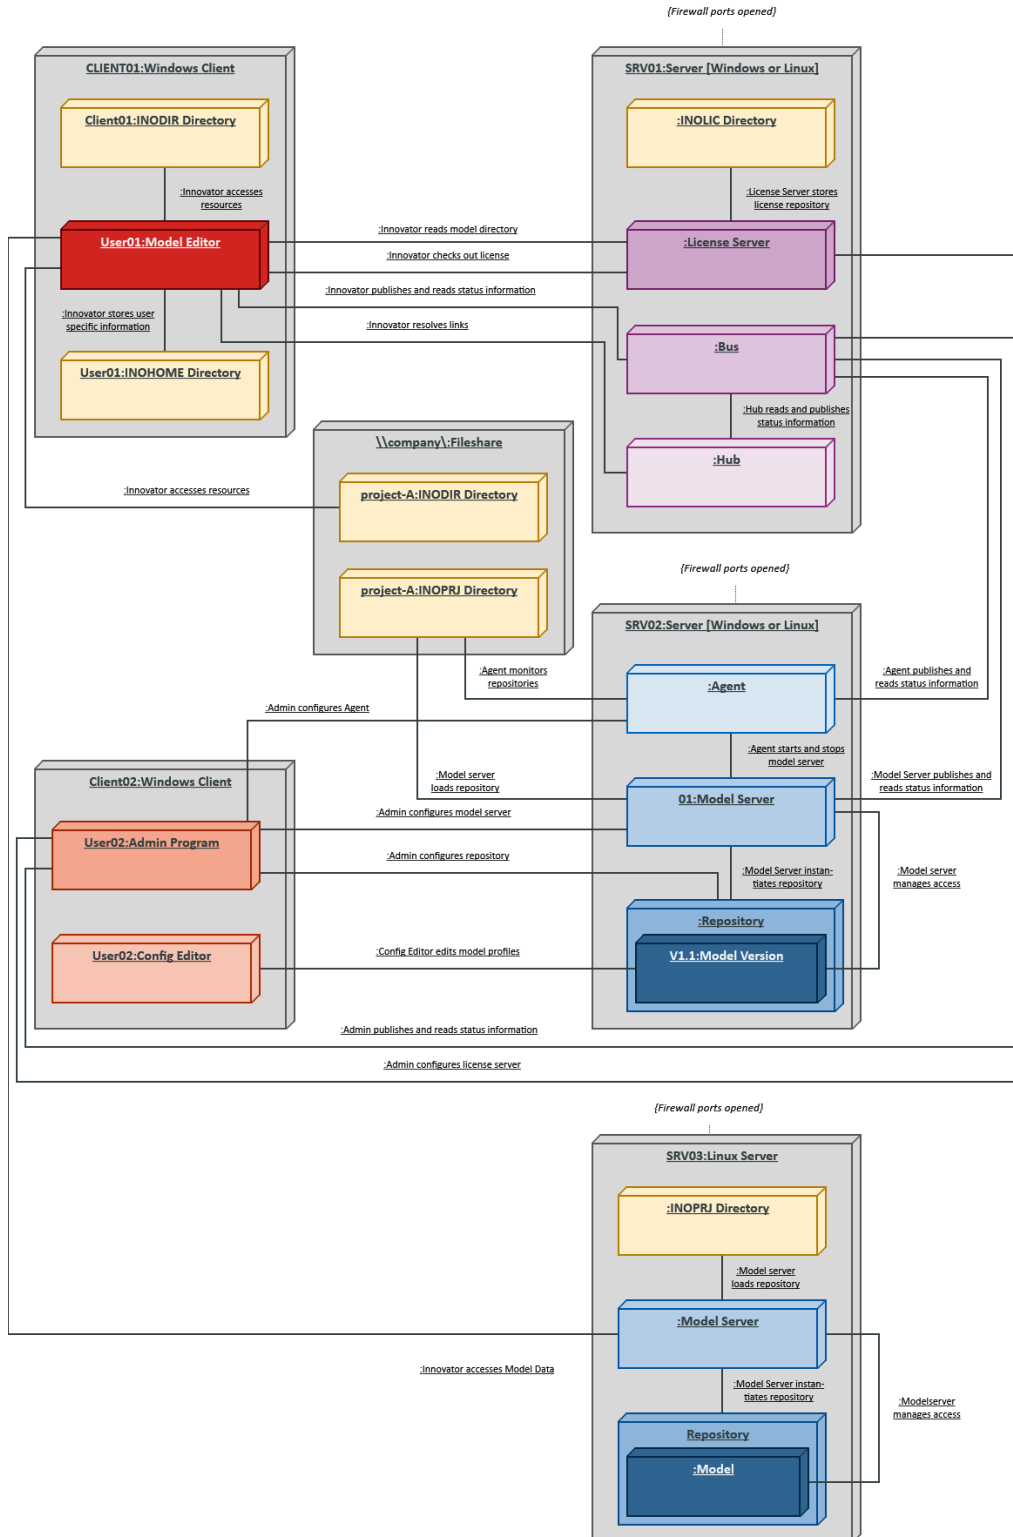 {Firewall ports opened}
CLIENT01:Windows Client
Client01:INODIR Directory
:Innovator accesses
resources
User01:Model Editor
:Innovator stores user
specific information
User01:INOHOME Directory
SRV01:Server [Windows or Linux]
:INOLIC Directory
:License Server stores
license repository
:License Server
:Bus
:Hub reads and publishes
status information
:Hub
:Innovator reads model directory
:Innovator checks out license
:Innovator publishes and reads status information
:Innovator resolves links
\\company\:Fileshare
project-A:INODIR Directory
project-A:INOPRJ Directory
:Innovator accesses resources
{Firewall ports opened}
SRV02:Server [Windows or Linux]
:Agent
:Agent monitors
repositories
:Agent publishes and
reads status information
:Admin configures Agent
:Agent starts and stops
model server
:Model server
loads repository
01:Model Server
:Model Server publishes and
reads status information
Client02:Windows Client
User02:Admin Program
:Admin configures model server
:Admin configures repository
:Model Server instan-
tiates repository
:Model server
manages access
:Repository
V1.1:Model Version
User02:Config Editor
:Config Editor edits model profiles
:Admin publishes and reads status information
:Admin configures license server
{Firewall ports opened}
SRV03:Linux Server
:INOPRJ Directory
:Model server
loads repository
:Model Server
:Innovator accesses Model Data
:Model Server instan-
tiates repository
:Modelserver
manages access
Repository
:Model